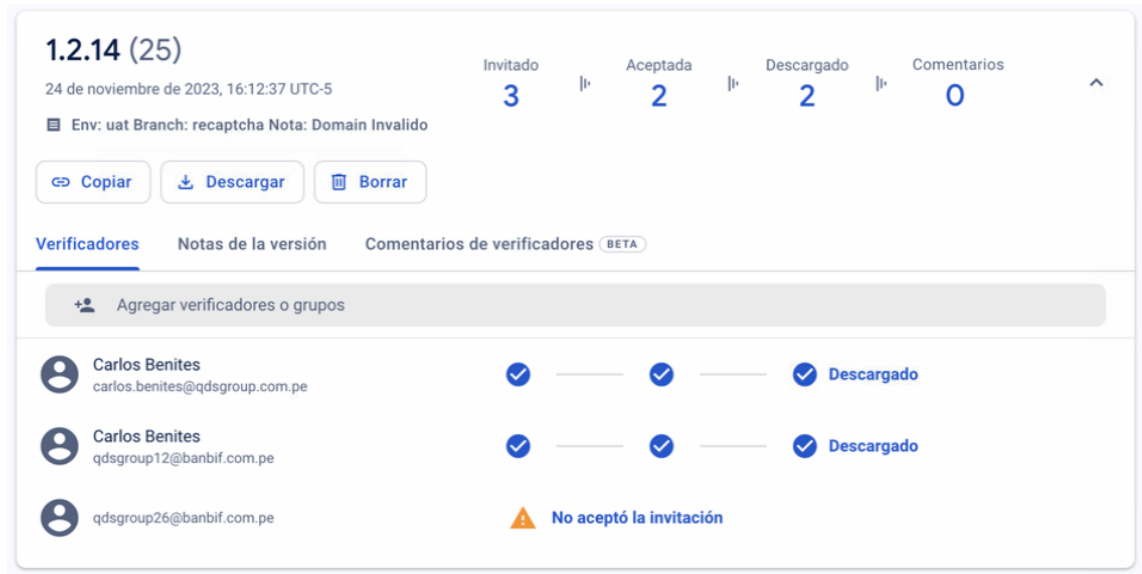 1.2.14 (25)
24 de noviembre de 2023, 16:12:37 UTC-5
Env: uat Branch: recaptcha Nota: Domain Invalido
Invitado
3
Aceptada
2
Descargado
2
Comentarios
0
Copiar
Descargar
Borrar
Verificadores
Notas de la versión
Comentarios de verificadores BETA
Agregar verificadores o grupos
Carlos Benites
carlos.benites@qdsgroup.com.pe
Descargado
Carlos Benites
qdsgroup12@banbif.com.pe
Descargado
qdsgroup26@banbif.com.pe
No aceptó la invitación